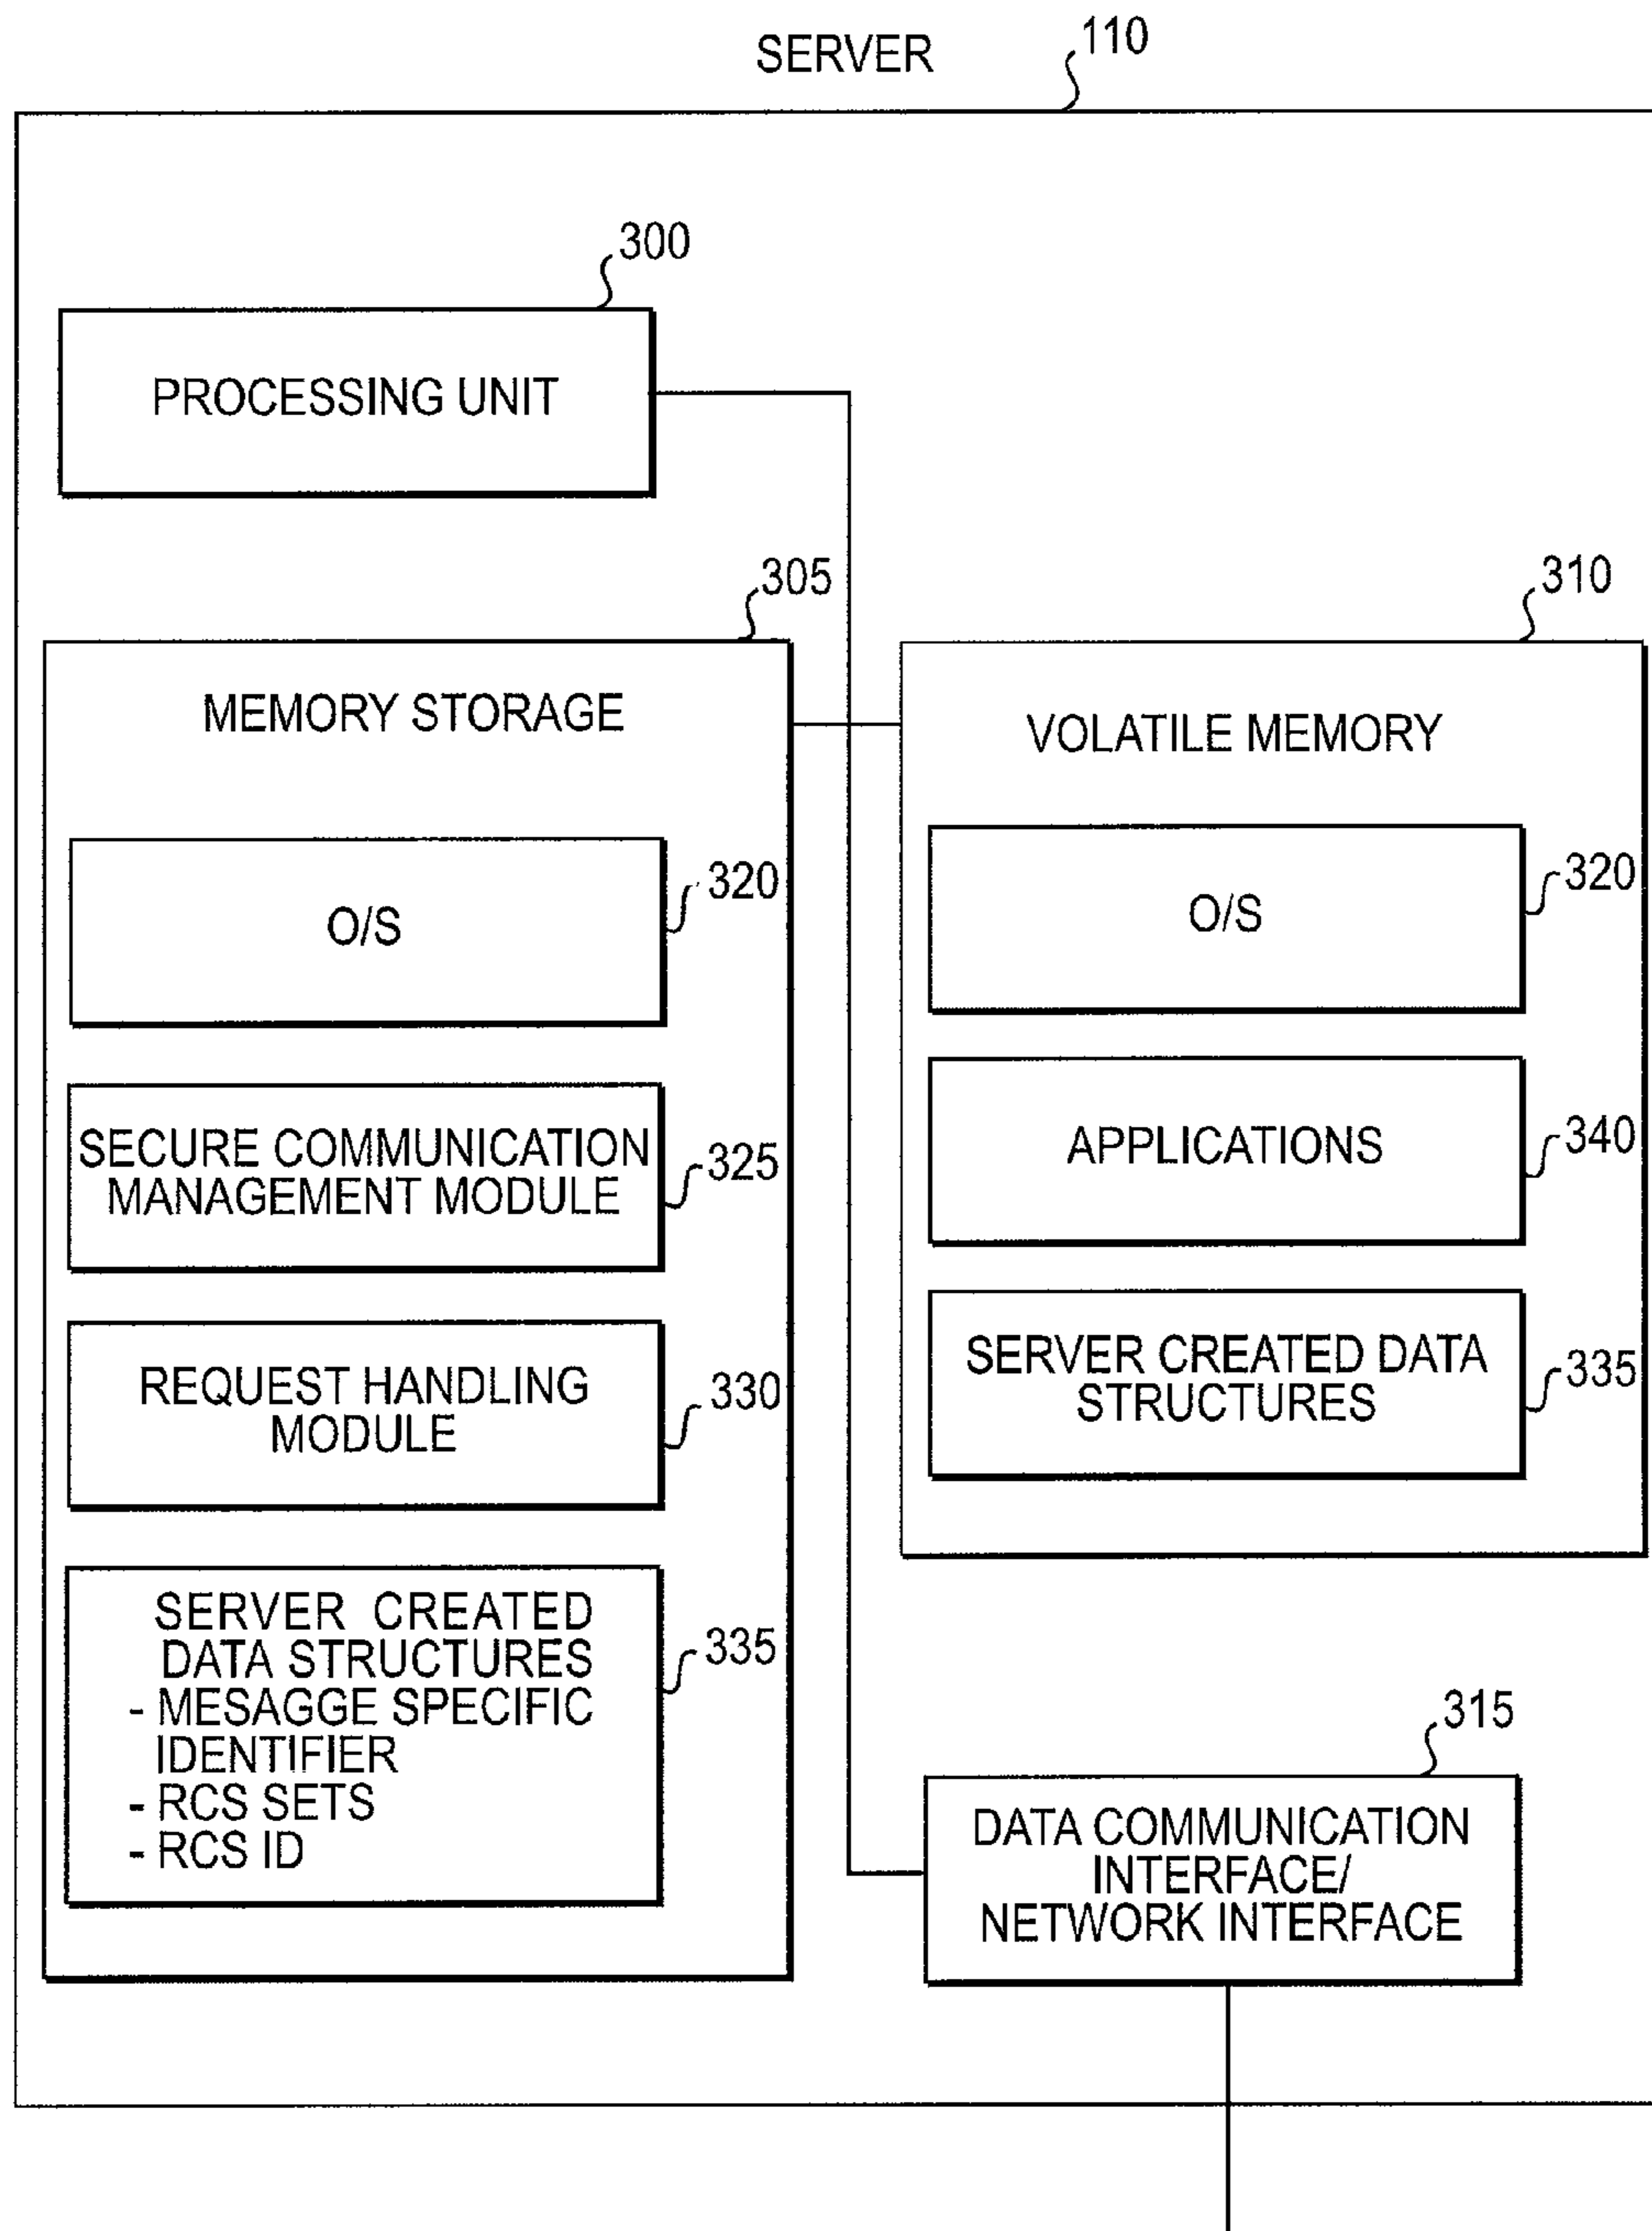 SERVER
110
300
PROCESSING UNIT
305
MEMORY STORAGE
O/S
320
SECURE COMMUNICATION
MANAGEMENT MODULE
325
REQUEST HANDLING
MODULE
330
SERVER CREATED
DATA STRUCTURES
- MESAGGE SPECIFIC
IDENTIFIER
- RCS SETS
- RCS ID
335
310
VOLATILE MEMORY
O/S
320
APPLICATIONS
340
SERVER CREATED DATA
STRUCTURES
335
315
DATA COMMUNICATION
INTERFACE/
NETWORK INTERFACE